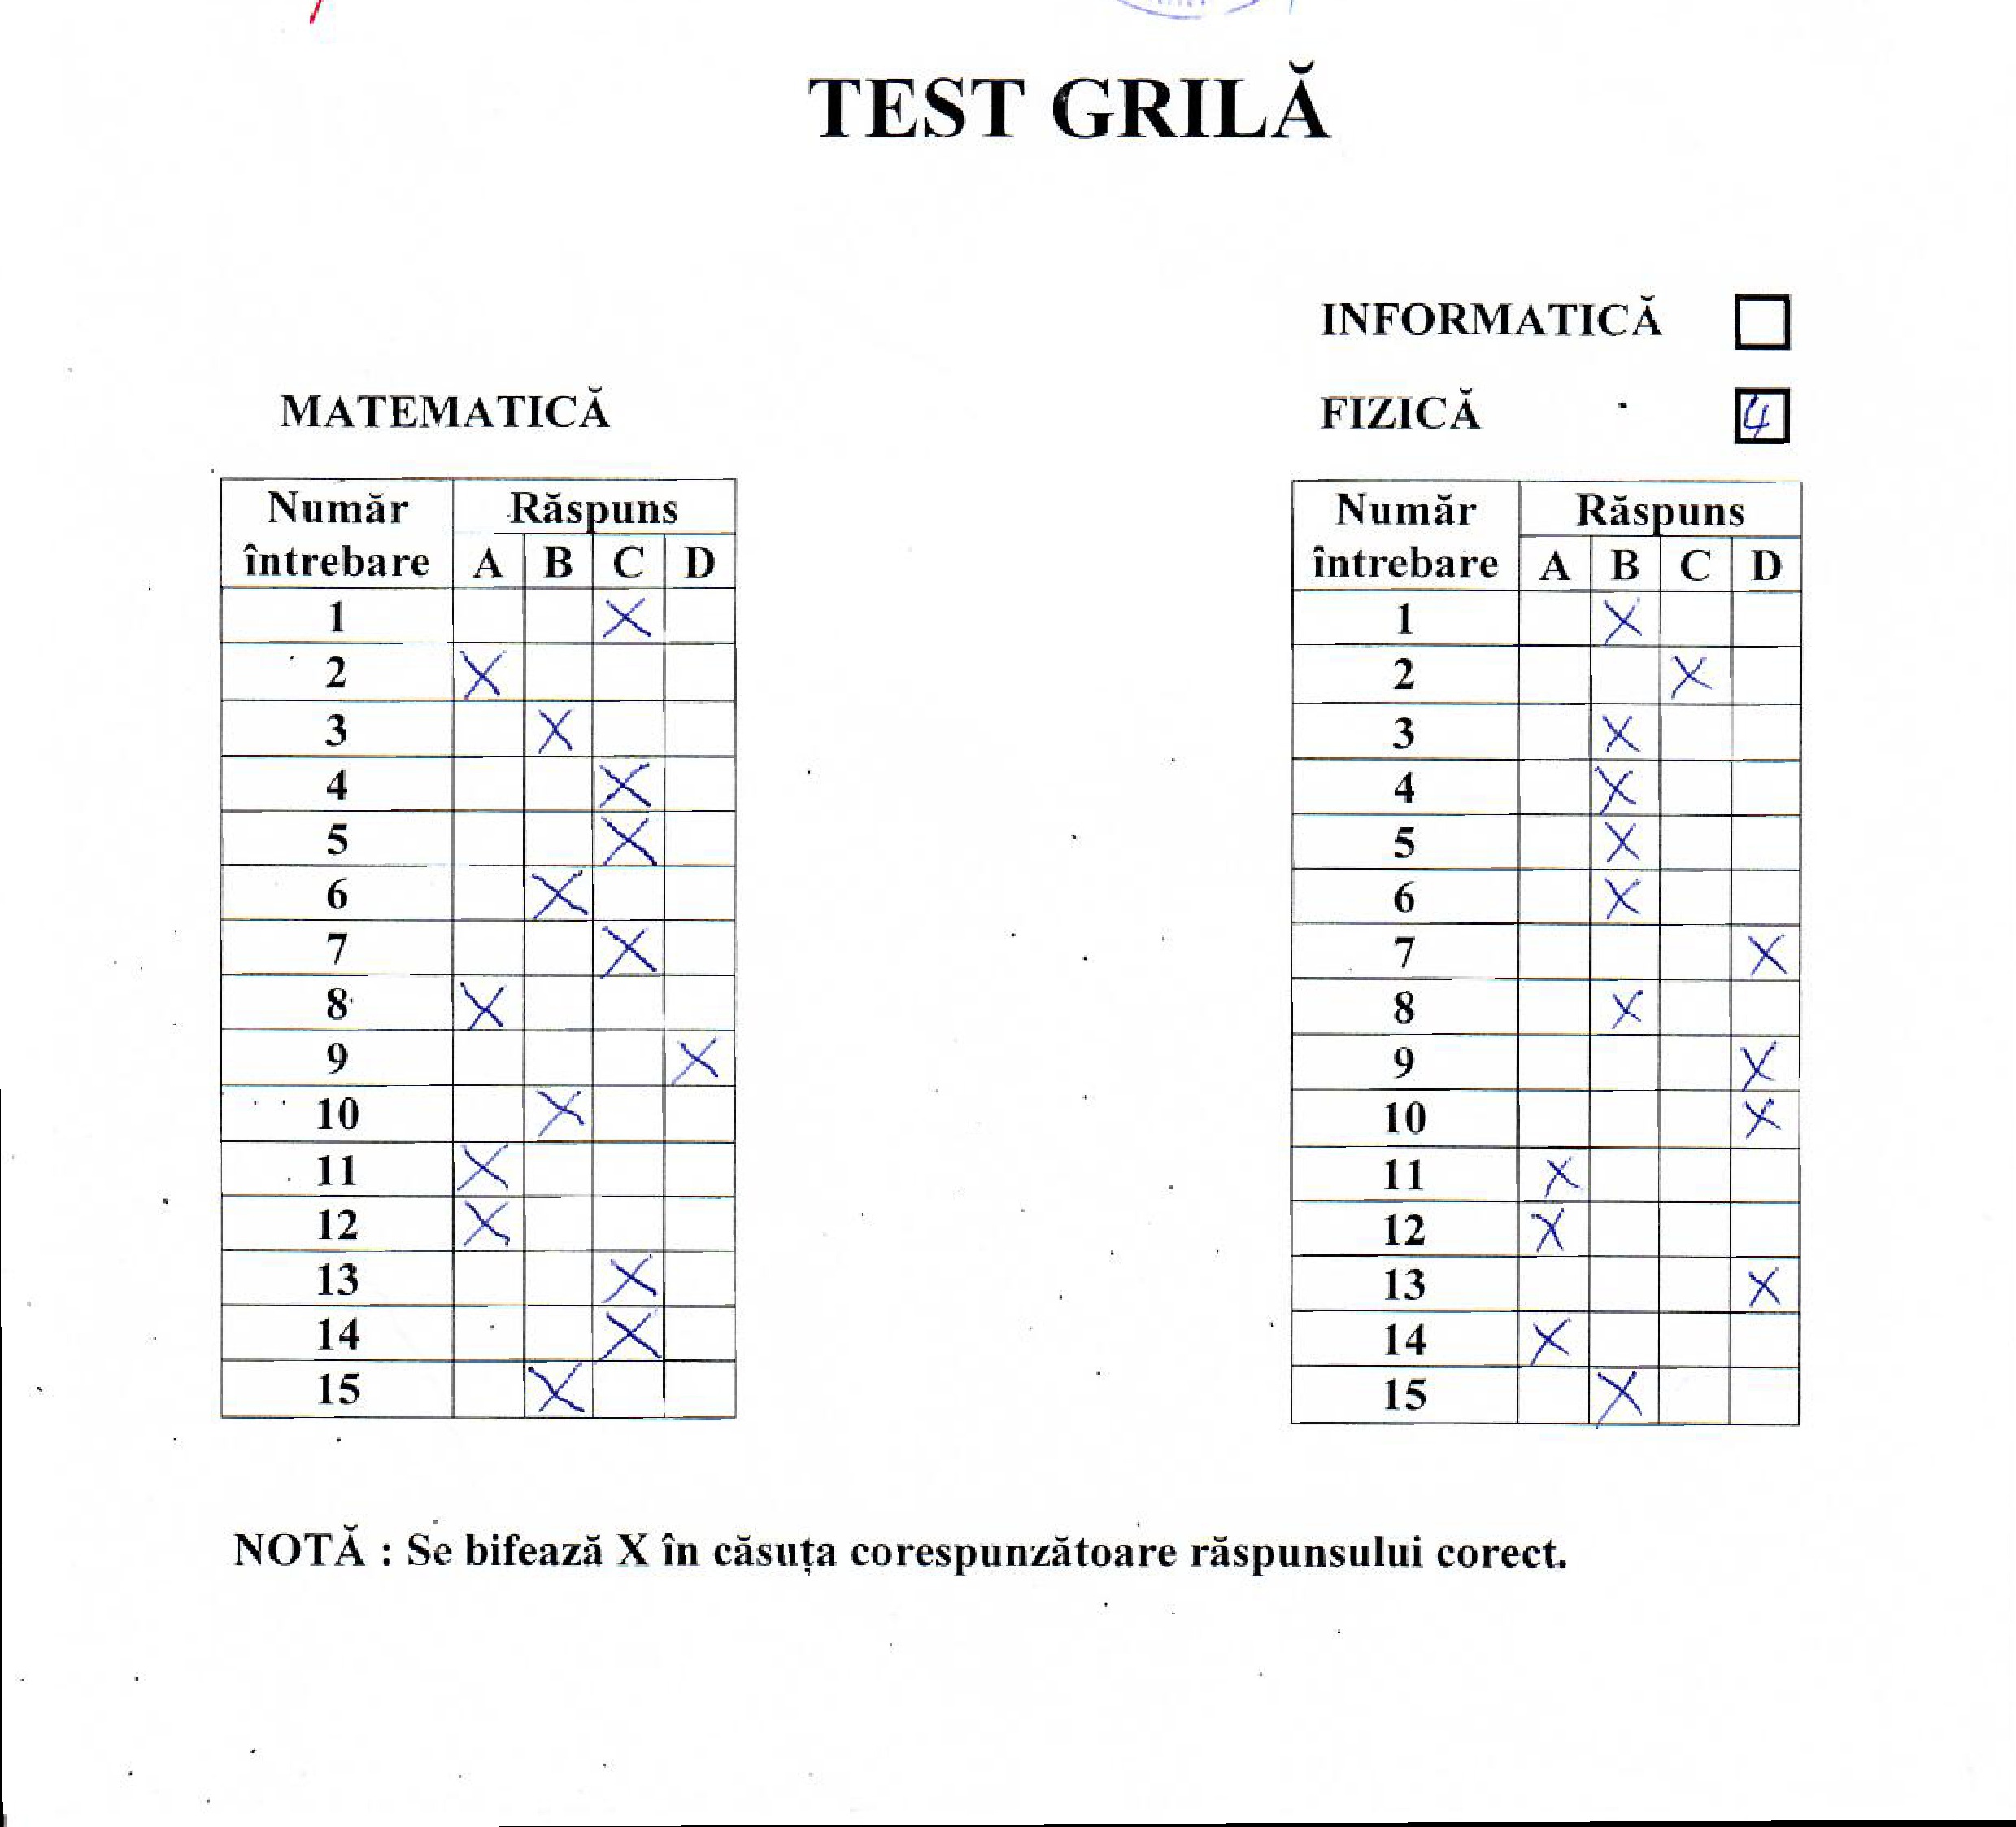 TEST GRILĂ
INFORMATICĂ
MATEMATICĂ
FIZICĂ 4
Număr întrebare Răspuns
A B C D
1 X
2 X
3 X
4 X
5 X
6 X
7 X
8 X
9 X
10 X
11 X
12 X
13 X
14 X
15 X
Număr întrebare Răspuns
A B C D
1 X
2 X
3 X
4 X
5 X
6 X
7 X
8 X
9 X
10 X
11 X
12 X
13 X
14 X
15 X
NOTĂ : Se bifează X în căsuța corespunzătoare răspunsului corect.